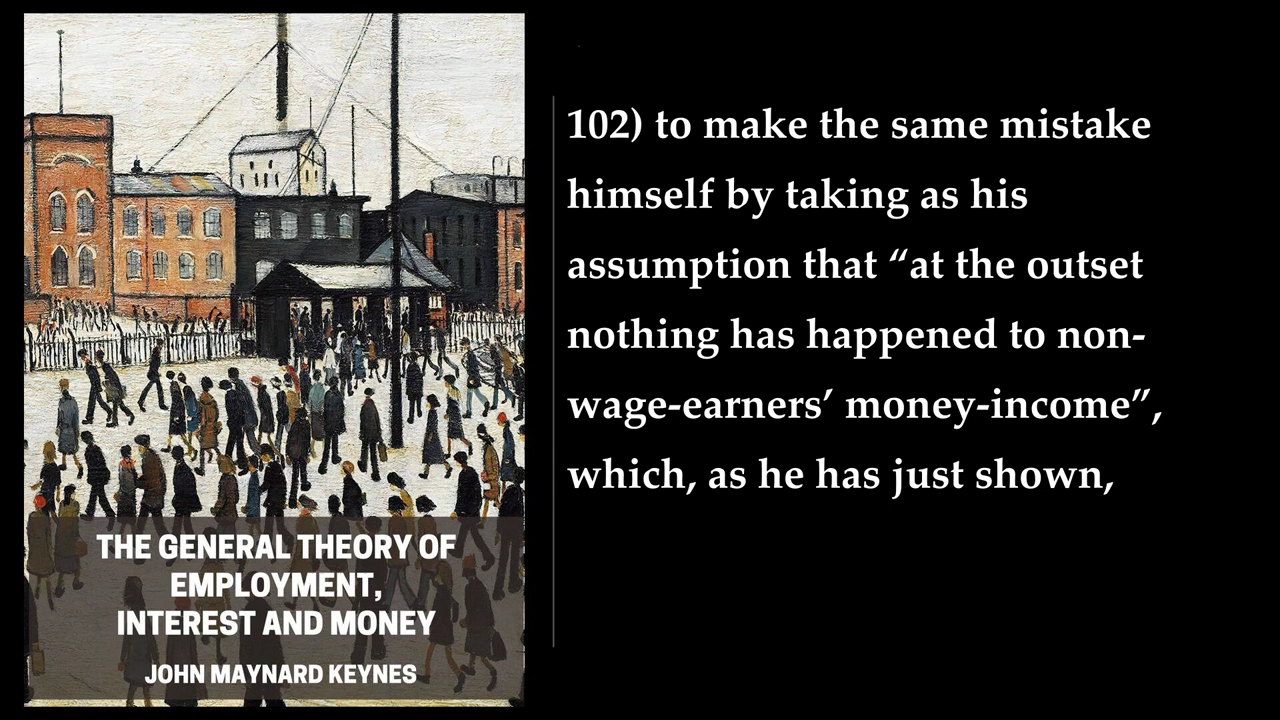 THE GENERAL THEORY OF
EMPLOYMENT,
INTEREST AND MONEY
JOHN MAYNARD KEYNES
102) to make the same mistake
himself by taking as his
assumption that “at the outset
nothing has happened to non-
wage-earners’ money-income”,
which, as he has just shown,